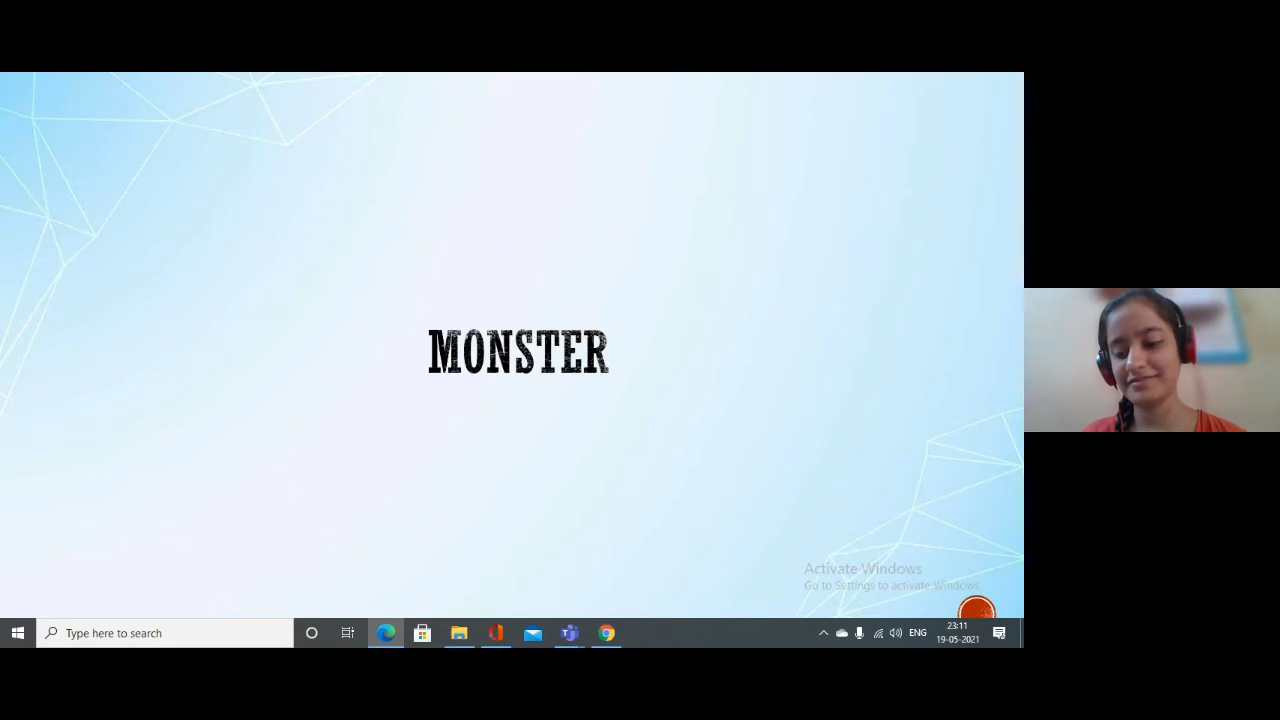 MONSTER
Activate Windows
Go to Settings to activate Windows.
Type here to search
ENG
23:11
19-05-2021